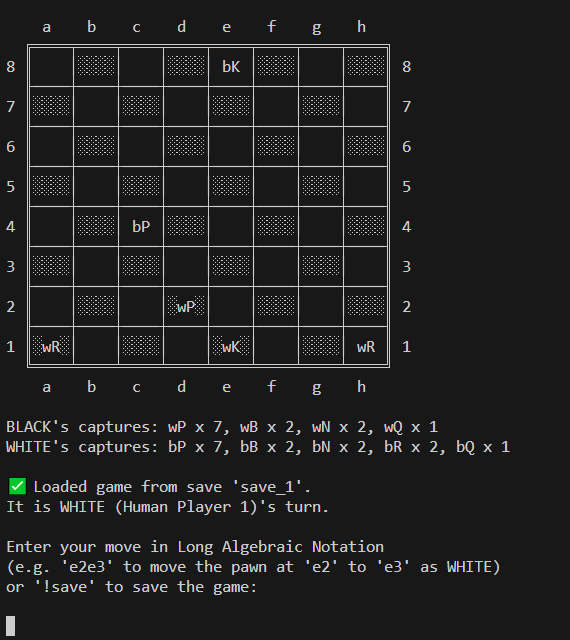 a b c d e f g h
8 bK 8
7 7
6 6
5 5
4 bP 4
3 3
2 wP 2
1 wR wK wR 1
a b c d e f g h
BLACK's captures: wP x 7, wB x 2, wN x 2, wQ x 1
WHITE's captures: bP x 7, bB x 2, bN x 2, bR x 2, bQ x 1
✅ Loaded game from save 'save_1'.
It is WHITE (Human Player 1)'s turn.
Enter your move in Long Algebraic Notation
(e.g. 'e2e3' to move the pawn at 'e2' to 'e3' as WHITE)
or '!save' to save the game: